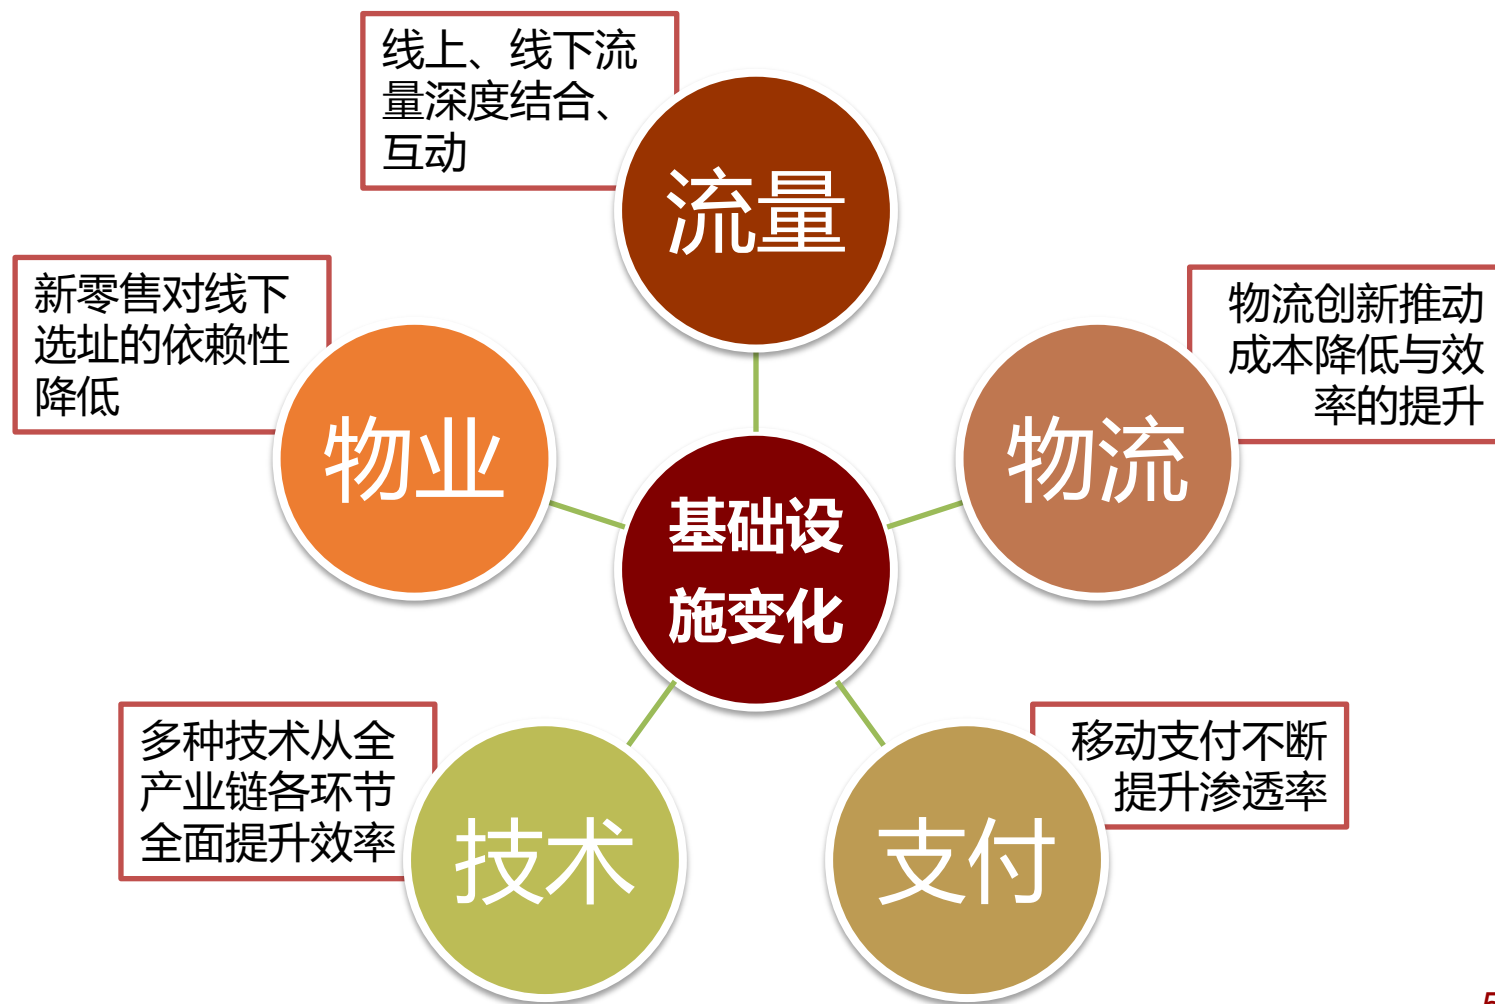 线上、线下流
量深度结合、
互动
流量
新零售对线下
选址的依赖性
降低
物业
物流创新推动
成本降低与效
率的提升
物流
基础设
施变化
多种技术从全
产业链各环节
全面提升效率
技术
移动支付不断
提升渗透率
支付